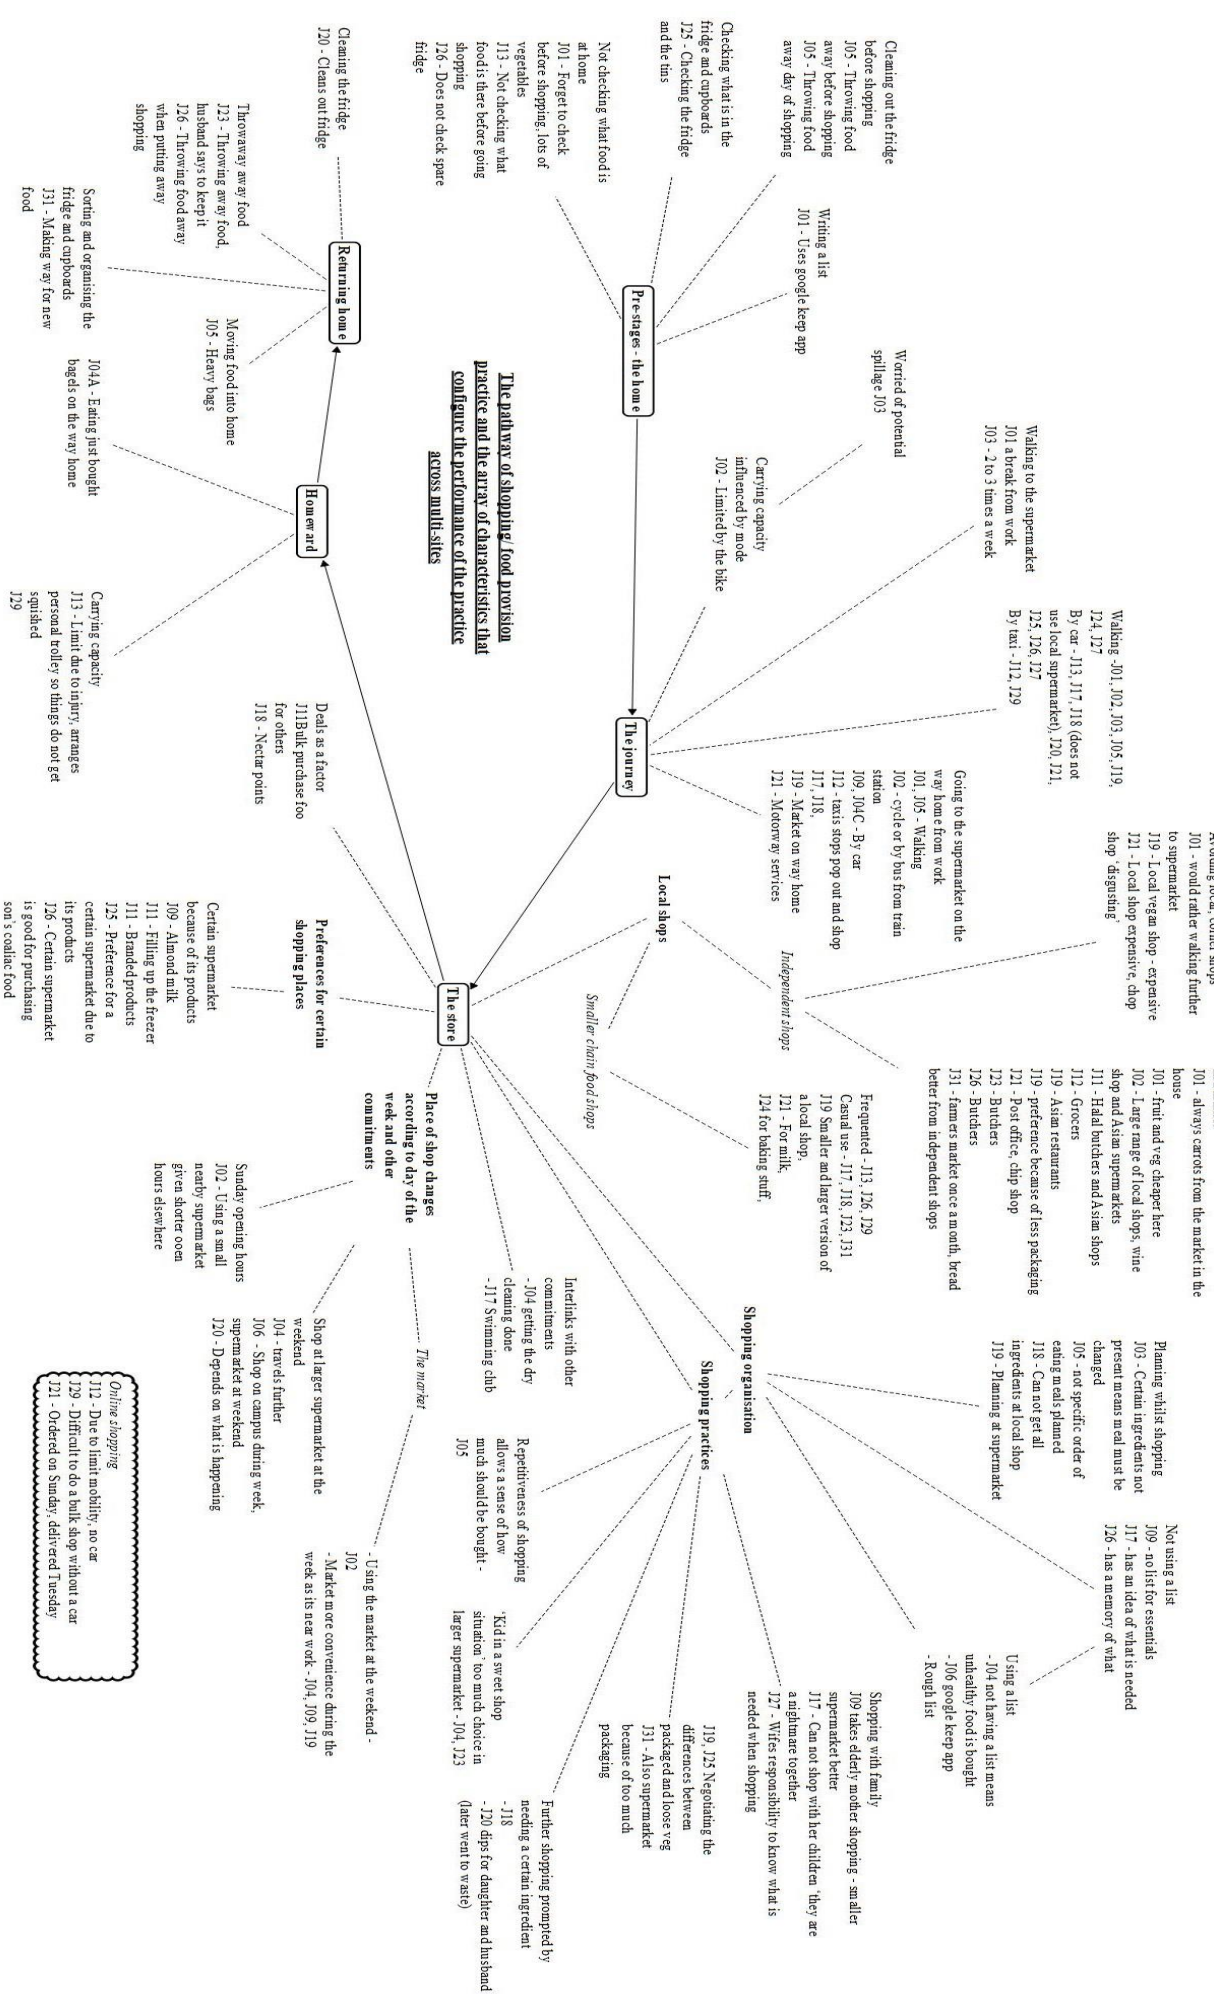 The pathway of shopping/ food provision
practice and the array of characteristics that
configure the performance of the practice
across multi-sites
Pre-stages - the home
Cleaning out the fridge
before shopping
J05 - Throwing food
away before shopping
J05 - Throwing food
away day of shopping
Writing a list
J01 - Uses google keep app
Checking what is in the
fridge and cupboards
J25 - Checking the fridge
and the tins
Not checking what food is
at home
J01 - Forget to check
before shopping, lots of
vegetables
J13 - Not checking what
food is there before going
shopping
J26 - Does not check spare
fridge
The journey
Worried of potential
spillage J03
Carrying capacity
influenced by mode
J02 - Limited by the bike
Walking to the supermarket
J01 a break from work
J03 - 2 to 3 times a week
Walking -J01, J02, J03, J05, J19,
J24, J27
By car - J13, J17, J18 (does not
use local supermarket), J20, J21,
J25, J26, J27
By taxi - J12, J29
Going to the supermarket on the
way home from work
J01, J05 - Walking
J02 - cycle or by bus from train
station
J09, J04C - By car
J12 - taxis stops pop out and shop
J17, J18,
J19 - Market on way home
J21 - Motorway services
The store
Local shops
Independent shops
shops
J01 - would rather walking further
to supermarket
J19 - Local vegan shop - expensive
J21 - Local shop expensive, chop
shop ‘disgusting’
J01 - always carrots from the market in the
house
J01 - fruit and veg cheaper here
J02 - Large range of local shops, wine
shop and Asian supermarkets
J11 - Halal butchers and Asian shops
J12 - Grocers
J19 - Asian restaurants
J19 - preference because of less packaging
J21 - Post office, chip shop
J23 - Butchers
J26 - Butchers
J31 - farmers market once a month, bread
better from independent shops
Smaller chain food shops
Frequented - J13, J26, J29
Casual use - J17, J18, J23, J31
J19 Smaller and larger version of
a local shop,
J21 - For milk,
J24 for baking stuff,
Shopping organisation
Planning whilst shopping
J03 - Certain ingredients not
present means meal must be
changed
J05 - not specific order of
eating meals planned
J18 - Can not get all
ingredients at local shop
J19 - Planning at supermarket
Not using a list
J09 - no list for essentials
J17 - has an idea of what is needed
J26 - has a memory of what
Using a list
- J04 not having a list means
unhealthy food is bought
- J06 google keep app
- Rough list
Shopping practices
Shopping with family
J09 takes elderly mother shopping - smaller
supermarket better
J17 - Can not shop with her children ‘they are
a nightmare together
J27 - Wifes responsibility to know what is
needed when shopping
J19, J25 Negotiating the
differences between
packaged and loose veg
J31 - Also supermarket
because of too much
packaging
Further shopping prompted by
needing a certain ingredient
- J18
- J20 dips for daughter and husband
(later went to waste)
‘Kid in a sweet shop
situation’ too much choice in
larger supermarket - J04, J23
Repetitiveness of shopping
allows a sense of how
much should be bought -
J05
Interlinks with other
commitments
- J04 getting the dry
cleaning done
- J17 Swimming club
Place of shop changes
according to day of the
week and other
commitments
The market
- Using the market at the weekend -
J02
- Market more convenience during the
week as its near work - J04, J09, J19
Shop at larger supermarket at the
weekend
J04 - travels further
J06 - Shop on campus during week,
supermarket at weekend
J20 - Depends on what is happening
Sunday opening hours
J02 - Using a small
nearby supermarket
given shorter ooen
hours elsewhere
Preferences for certain
shopping places
Certain supermarket
because of its products
J09 - Almond milk
J11 - Filling up the freezer
J11 - Branded products
J25 - Preference for a
certain supermarket due to
its products
J26 - Certain supermarket
is good for purchasing
son's coaliac food
Deals as a factor
J11Bulk purchase foo
for others
J18 - Nectar points
Homeward
J04A - Eating just bought
bagels on the way home
Carrying capacity
J13 - Limit due to injury, arranges
personal trolley so things do not get
squished
J29
Returning home
Cleaning the fridge
J20 - Cleans out fridge
Throwaway away food
J23 - Throwing away food,
husband says to keep it
J26 - Throwing food away
when putting away
shopping
Sorting and organising the
fridge and cupboards
J31 - Making way for new
food
Moving food into home
J05 - Heavy bags
Online shopping
J12 - Due to limit mobility, no car
J29 - Difficult to do a bulk shop without a car
J21 - Ordered on Sunday, delivered Tuesday